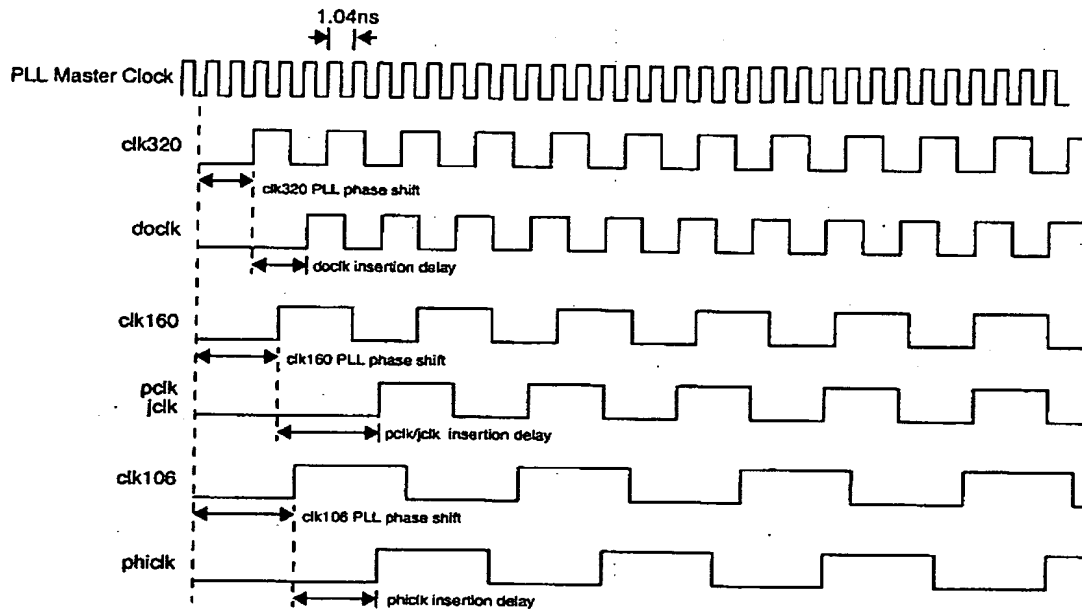 1.04ns
PLL Master Clock
clk320
clk320 PLL phase shift
doclk
doclk insertion delay
clk160
clk160 PLL phase shift
pclk
jclk
pclk/jclk insertion delay
clk106
clk106 PLL phase shift
phiclk
phiclk insertion delay